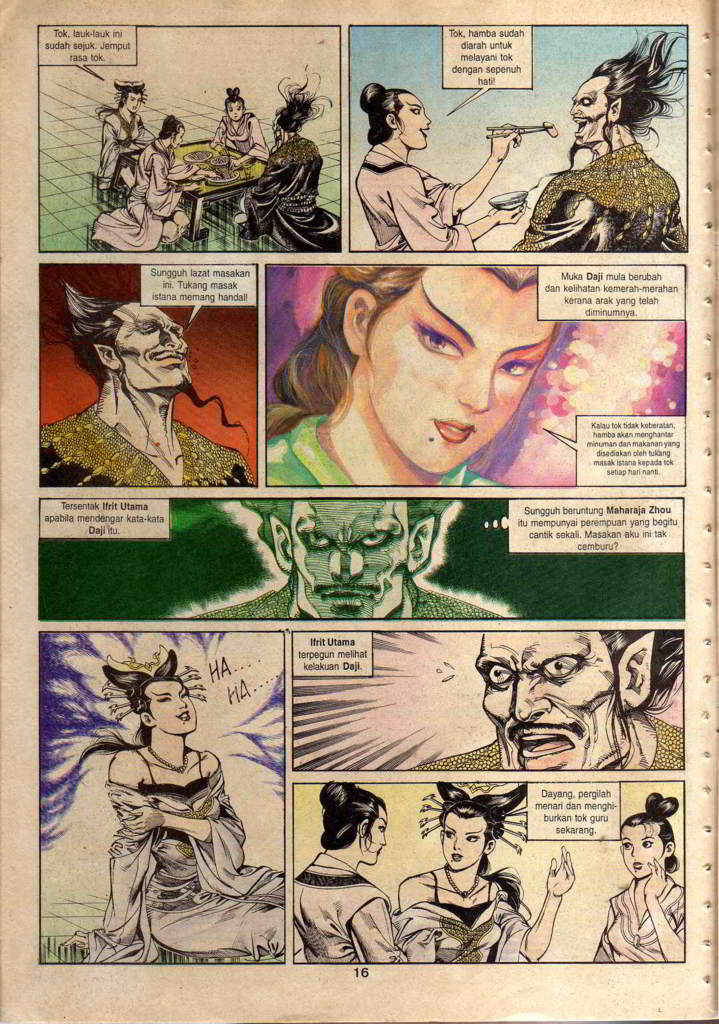 Tok, lauk-lauk ini
sudah sejuk. Jemput
rasa tok.
Tok, hamba sudah
diarah untuk
melayani tok
dengan sepenuh
hati!
Sungguh lazat masakan
ini. Tukang masak
istana memang handal!
Muka Daji mula berubah
dan kelihatan kemerah-merahan
kerana arak yang telah
diminumnya.
Kalau tok tidak keberatan,
hamba akan menghantar
minuman dan makanan yang
disediakan oleh tukang
masak istana kepada tok
setiap hari nanti.
Tersentak Ifrit Utama
apabila mendengar kata-kata
Daji itu.
Sungguh beruntung Maharaja Zhou
itu mempunyai perempuan yang begitu
cantik sekali. Masakan aku ini tak
cemburu?
HA.....
HA.....
Ifrit Utama
terpegun melihat
kelakuan Daji.
Dayang, pergilah
menari dan menghi-
burkan tok guru
sekarang.
16